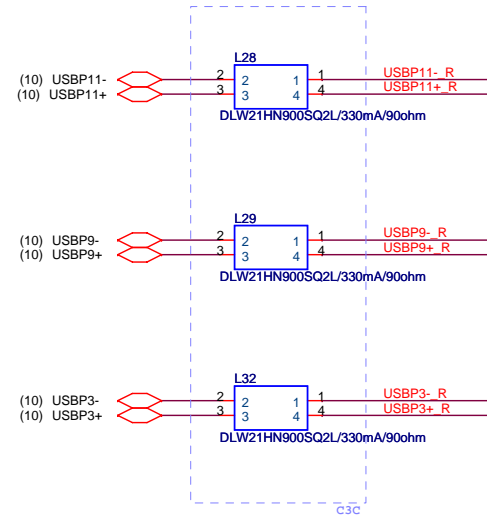 L28
(10) USBP11- 2 2 1 1 USBP11-_R
(10) USBP11+ 3 3 4 4 USBP11+_R
DLW21HN900SQ2L/330mA/90ohm
L29
(10) USBP9- 2 2 1 1 USBP9-_R
(10) USBP9+ 3 3 4 4 USBP9+_R
DLW21HN900SQ2L/330mA/90ohm
L32
(10) USBP3- 2 2 1 1 USBP3-_R
(10) USBP3+ 3 3 4 4 USBP3+_R
DLW21HN900SQ2L/330mA/90ohm
C3C